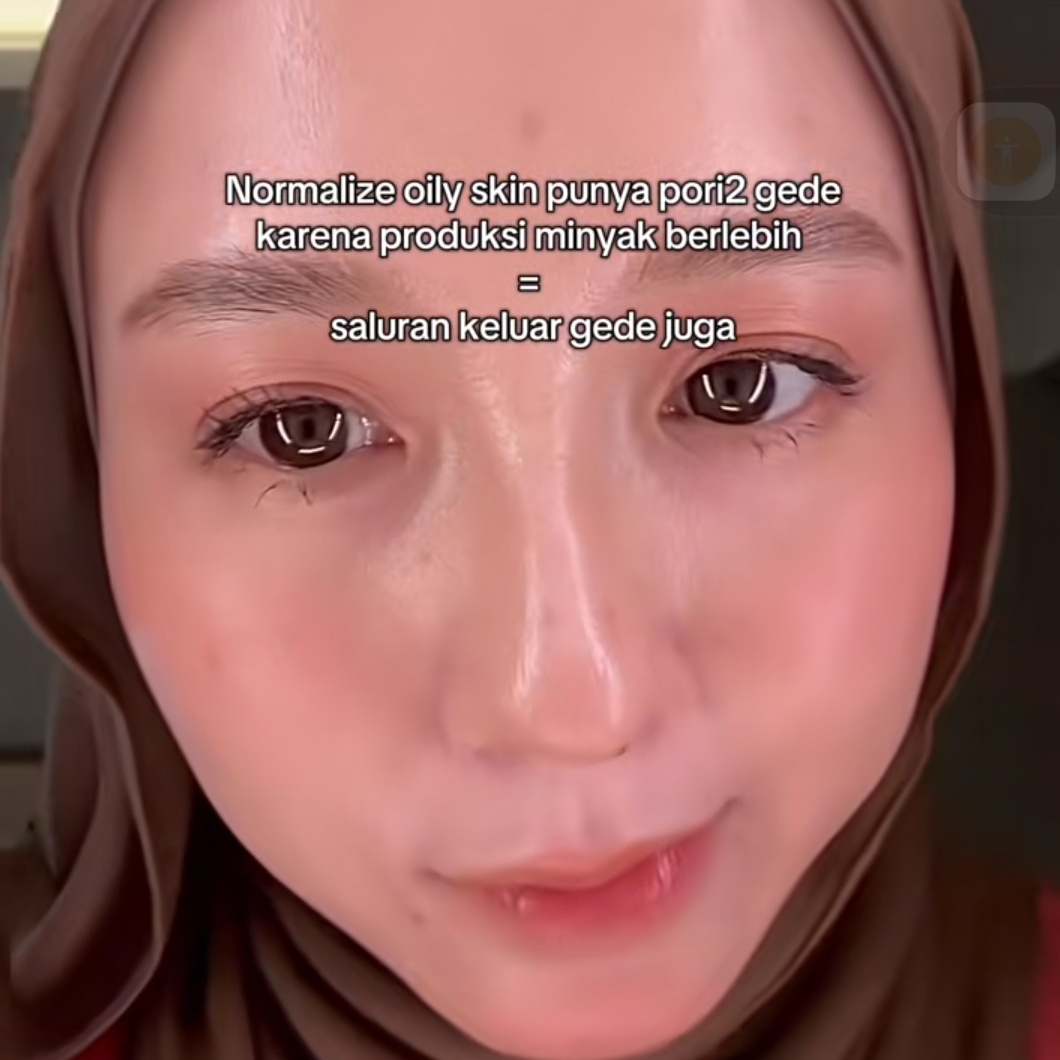 Normalize oily skin punya pori2 gede
karena produksi minyak berlebih
=
saluran keluar gede juga